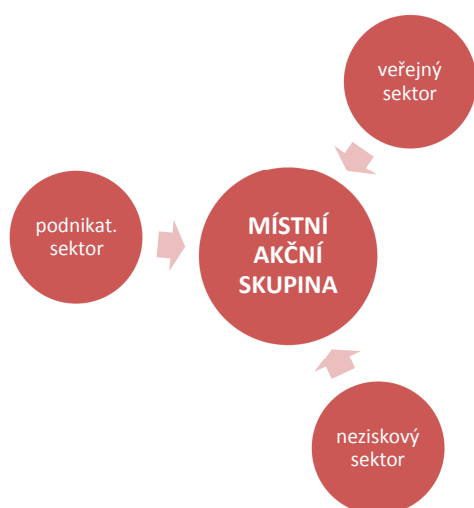 veřejný
sektor
podnikat.
sektor
MÍSTNÍ
AKČNÍ
SKUPINA
neziskový
sektor